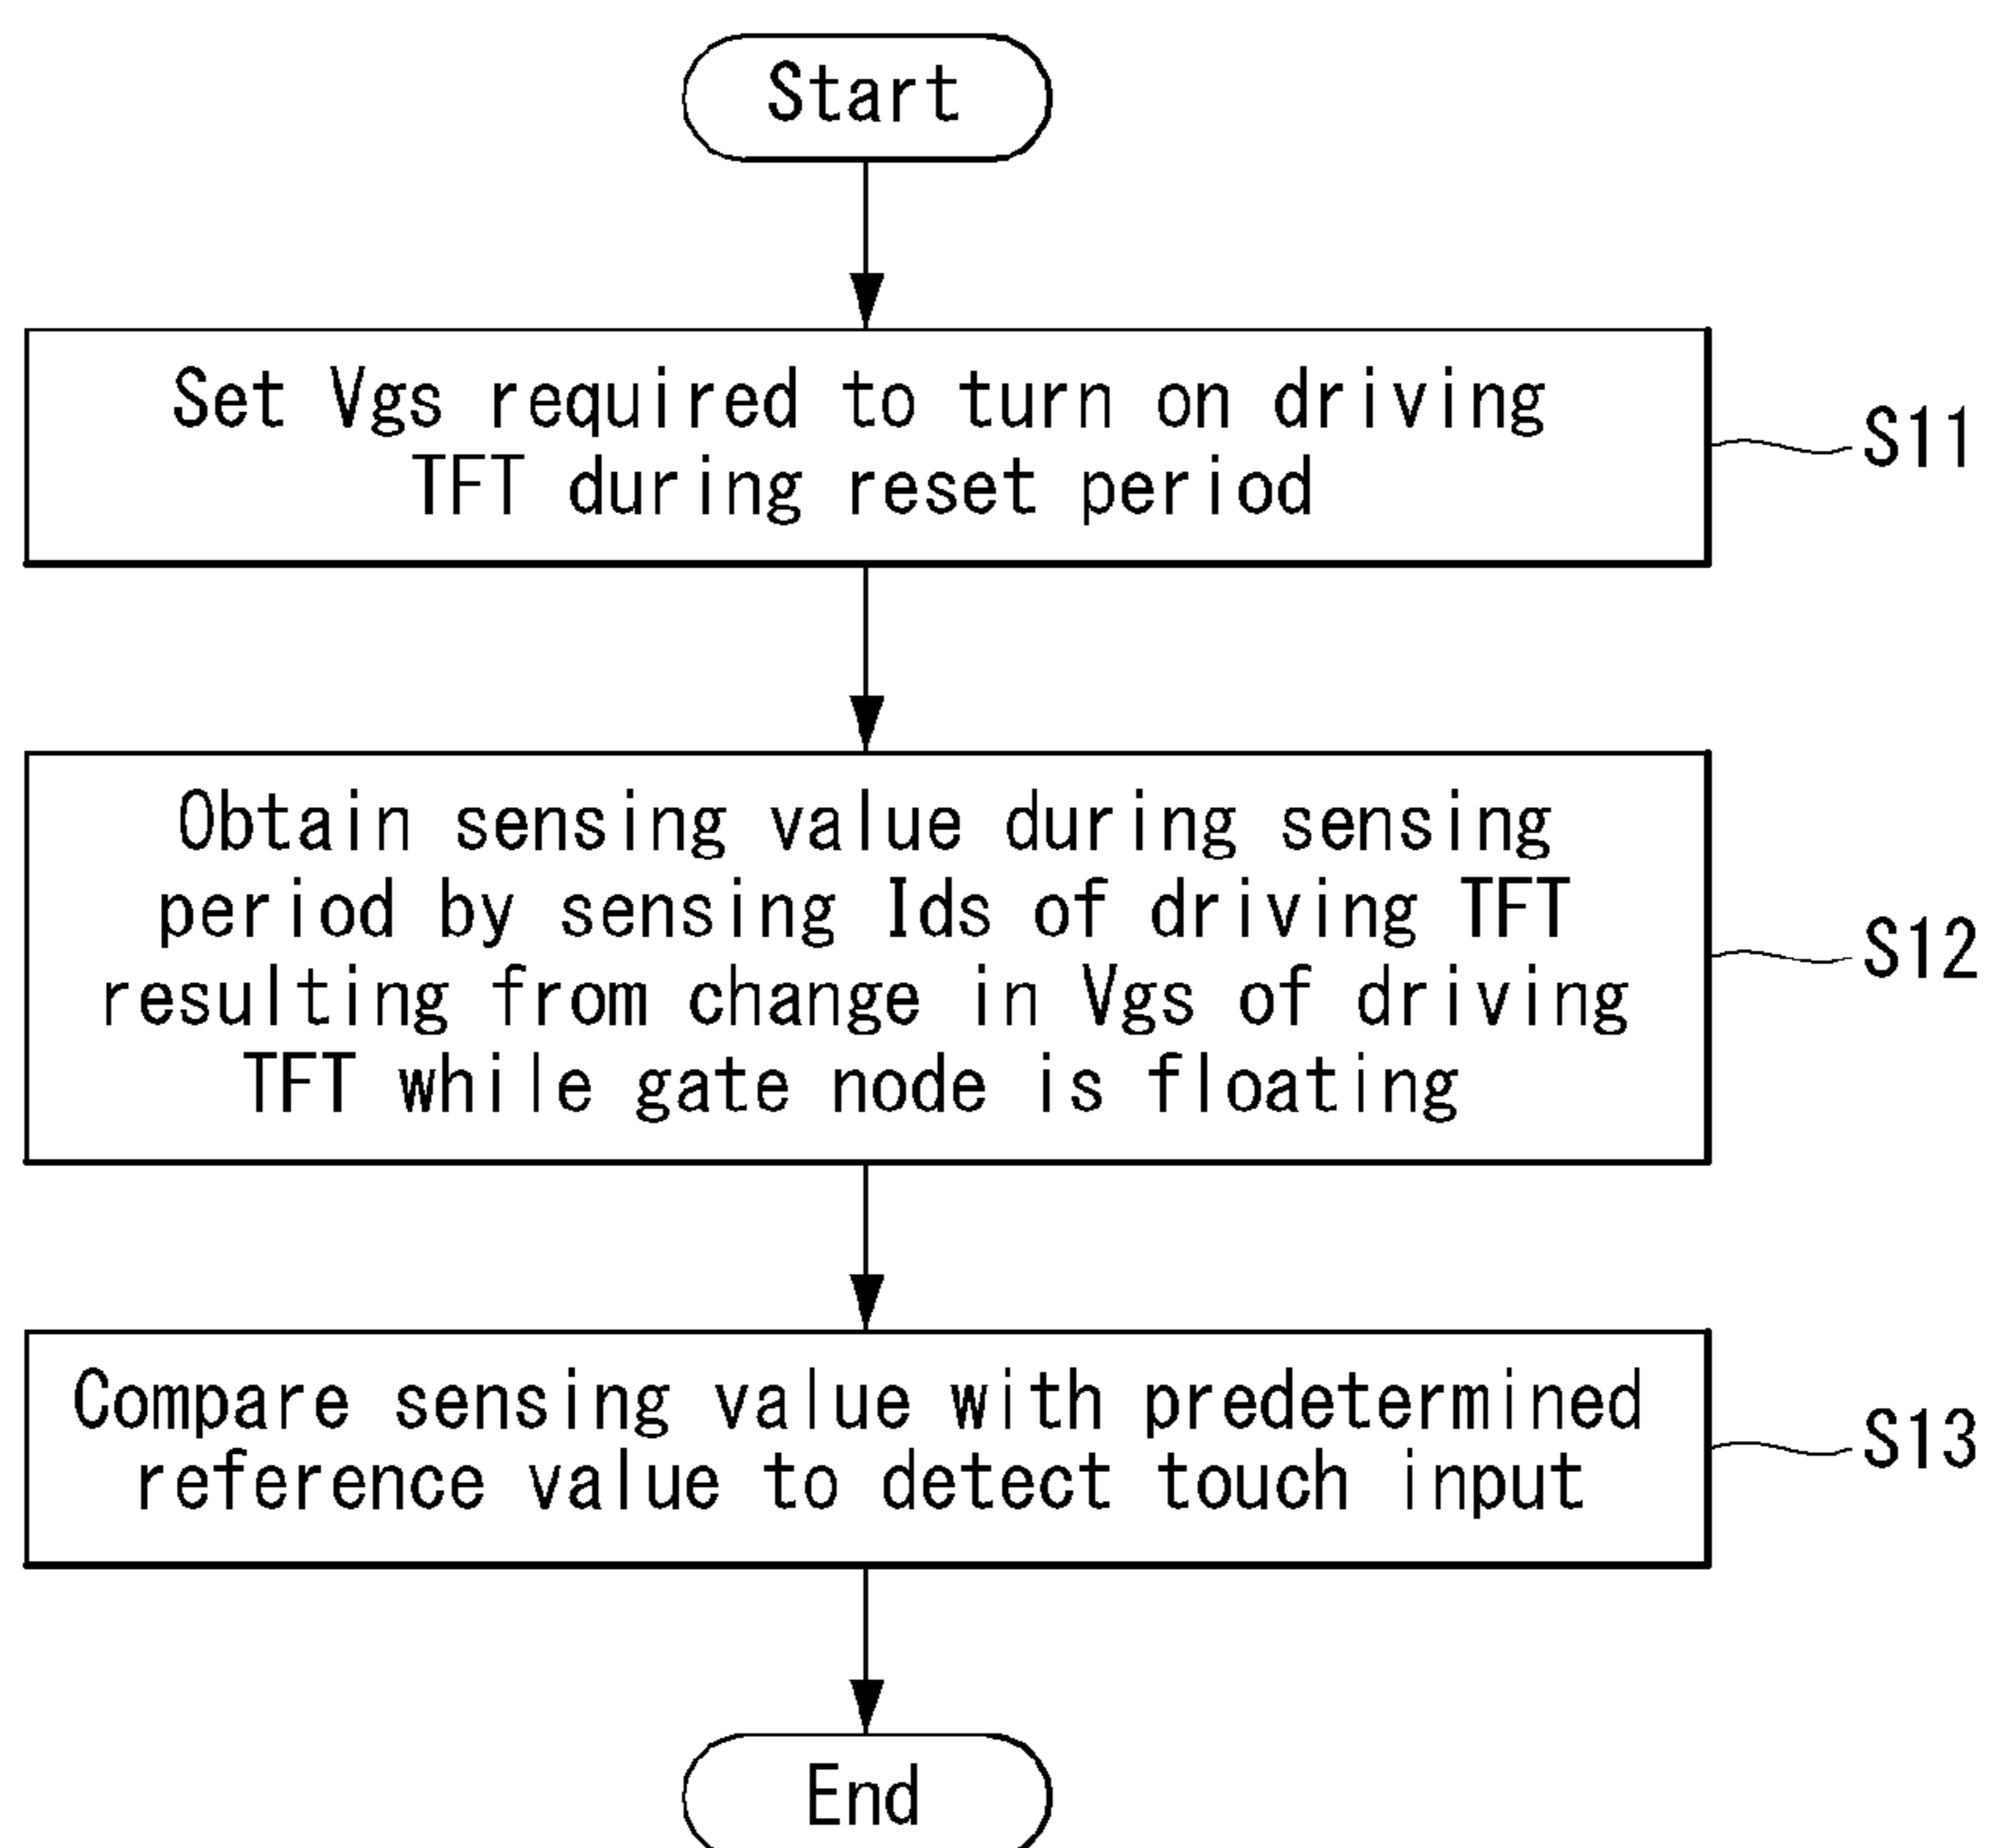 Start
Set Vgs required to turn on driving
TFT during reset period
S11
Obtain sensing value during sensing
period by sensing Ids of driving TFT
resulting from change in Vgs of driving
TFT while gate node is floating
S12
Compare sensing value with predetermined
reference value to detect touch input
S13
End